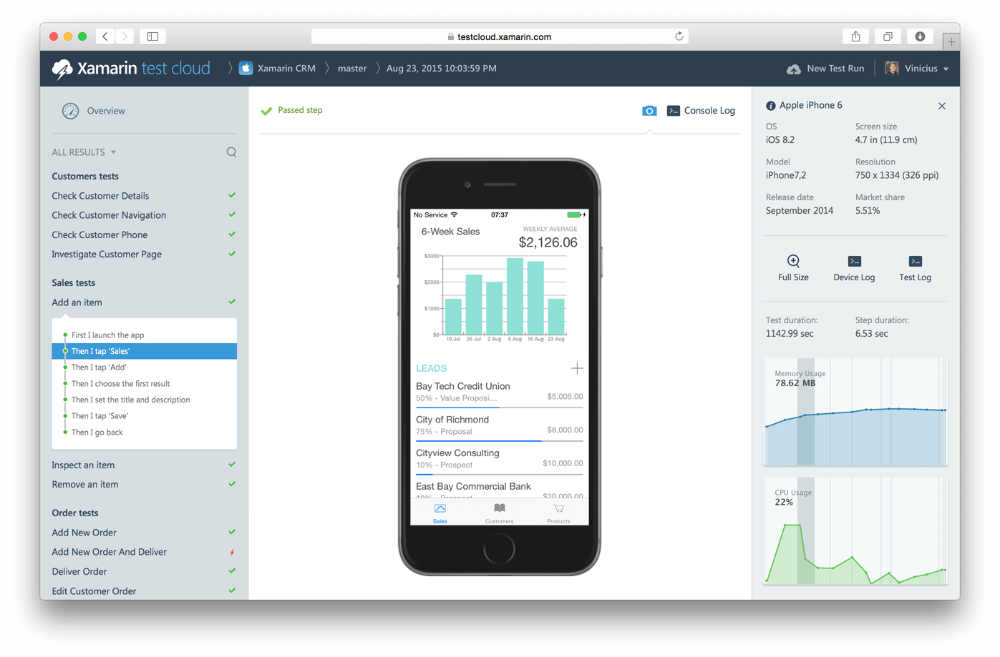 testcloud.xamarin.com
Xamarin test cloud
Xamarin CRM
master
Aug 23, 2015 10:03:59 PM
New Test Run
Vinicius
Overview
ALL RESULTS
Customers tests
Check Customer Details
Check Customer Navigation
Check Customer Phone
Investigate Customer Page
Sales tests
Add an item
First I launch the app
Then I tap 'Sales'
Then I tap 'Add'
Then I choose the first result
Then I set the title and description
Then I tap 'Save'
Then I go back
Inspect an item
Remove an item
Order tests
Add New Order
Add New Order And Deliver
Deliver Order
Edit Customer Order
Passed step
Console Log
No Service 07:37
6-Week Sales
WEEKLY AVERAGE
$2,126.06
$3000
$2000
$1000
$0
19 Jul 26 Jul 2 Aug 9 Aug 16 Aug 23 Aug
LEADS
Bay Tech Credit Union
50% - Value Proposi... $5,005.00
City of Richmond
75% - Proposal $8,000.00
Cityview Consulting
10% - Prospect $10,000.00
East Bay Commercial Bank
10% - Prospect $20,000.00
Sales Customers Products
Apple iPhone 6
OS Screen size
iOS 8.2 4.7 in (11.9 cm)
Model Resolution
iPhone7,2 750 x 1334 (326 ppi)
Release date Market share
September 2014 5.51%
Full Size Device Log Test Log
Test duration: Step duration:
1142.99 sec 6.53 sec
Memory Usage
78.62 MB
CPU Usage
22%